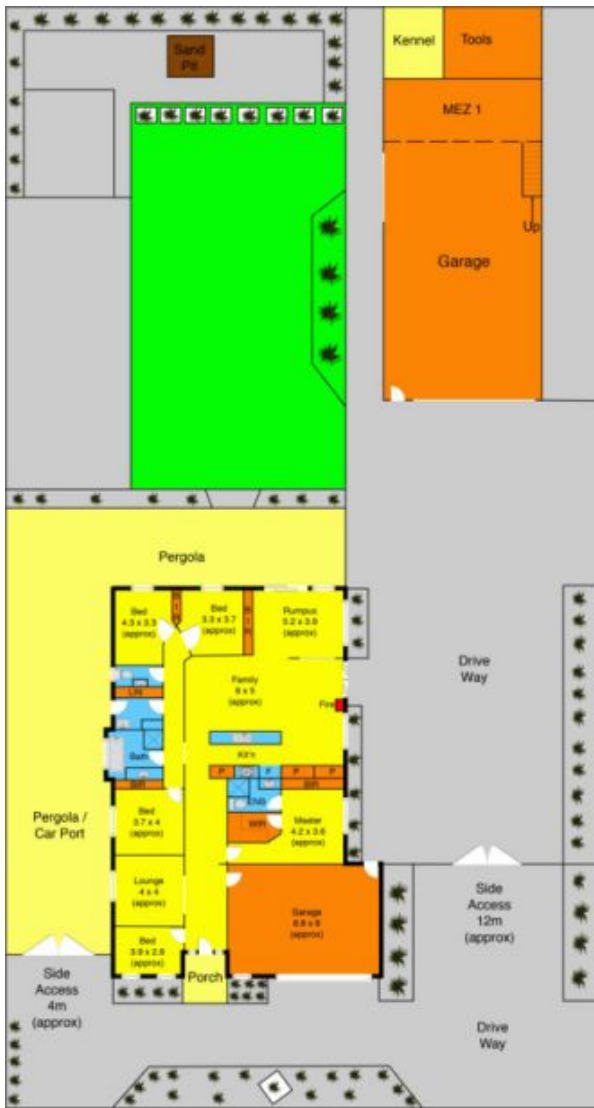 Sand
Pit
Kennel
Tools
MEZ 1
Up
Garage
Pergola
Bed
4.3 x 3.3
(approx)
Bed
3.3 x 3.7
(approx)
Rumpus
5.2 x 3.8
(approx)
Family
6 x 5
(approx)
Fire
Drive
Way
LIN
Kit'n
Bath
P
F
P
P
BIR
BIR
ENS
WIR
Master
4.2 x 3.6
(approx)
Bed
3.7 x 4
(approx)
Pergola /
Car Port
Lounge
4 x 4
(approx)
Garage
6.8 x 6
(approx)
Side
Access
12m
(approx)
Bed
3.9 x 2.8
(approx)
Porch
Side
Access
4m
(approx)
Drive
Way